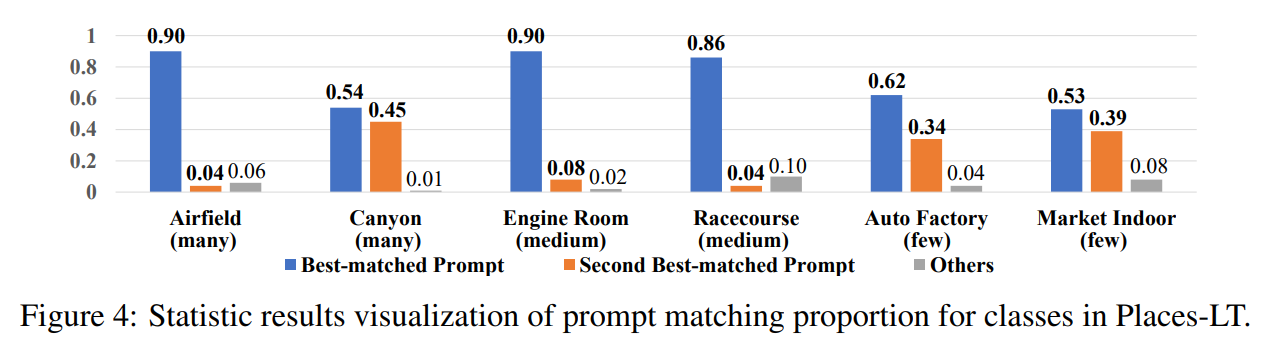 1
0.8
0.6
0.4
0.2
0
0.90 0.04 0.06
0.54 0.45 0.01
0.90 0.08 0.02
0.86 0.04 0.10
0.62 0.34 0.04
0.53 0.39 0.08
Airfield
(many)
Canyon
(many)
Engine Room
(medium)
Racecourse
(medium)
Auto Factory
(few)
Market Indoor
(few)
Best-matched Prompt Second Best-matched Prompt Others
Figure 4: Statistic results visualization of prompt matching proportion for classes in Places-LT.